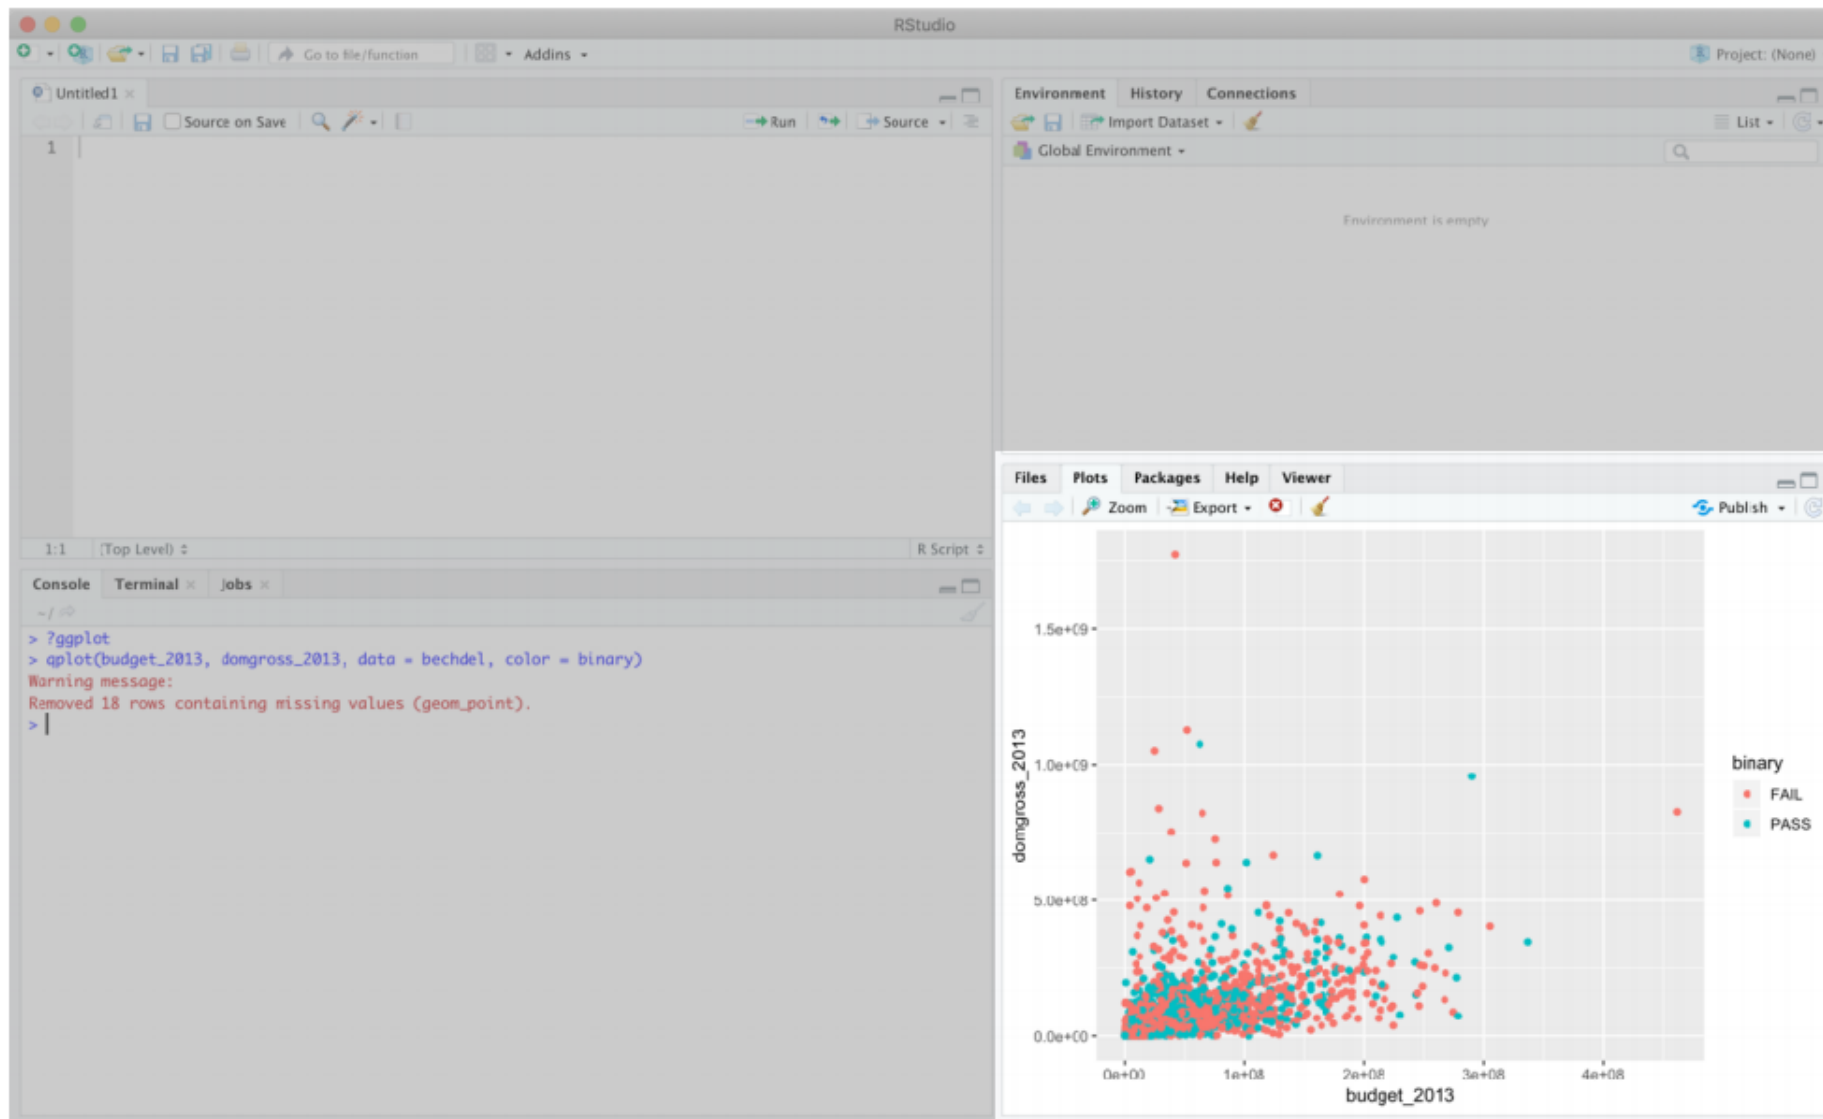 RStudio
Go to file/function Addins Project: (None)
Untitled1
Source on Save Run Source
1
1:1 (Top Level) R Script
Environment History Connections
Import Dataset List
Global Environment
Environment is empty
Console Terminal Jobs
~/
> ?ggplot
> qplot(budget_2013, domgross_2013, data = bechdel, color = binary)
Warning message:
Removed 18 rows containing missing values (geom_point).
>
Files Plots Packages Help Viewer
Zoom Export Publish
1.5e+09
1.0e+09
5.0e+08
0.0e+00
domgross_2013
0e+00 1e+08 2e+08 3e+08 4e+08
budget_2013
binary
FAIL
PASS